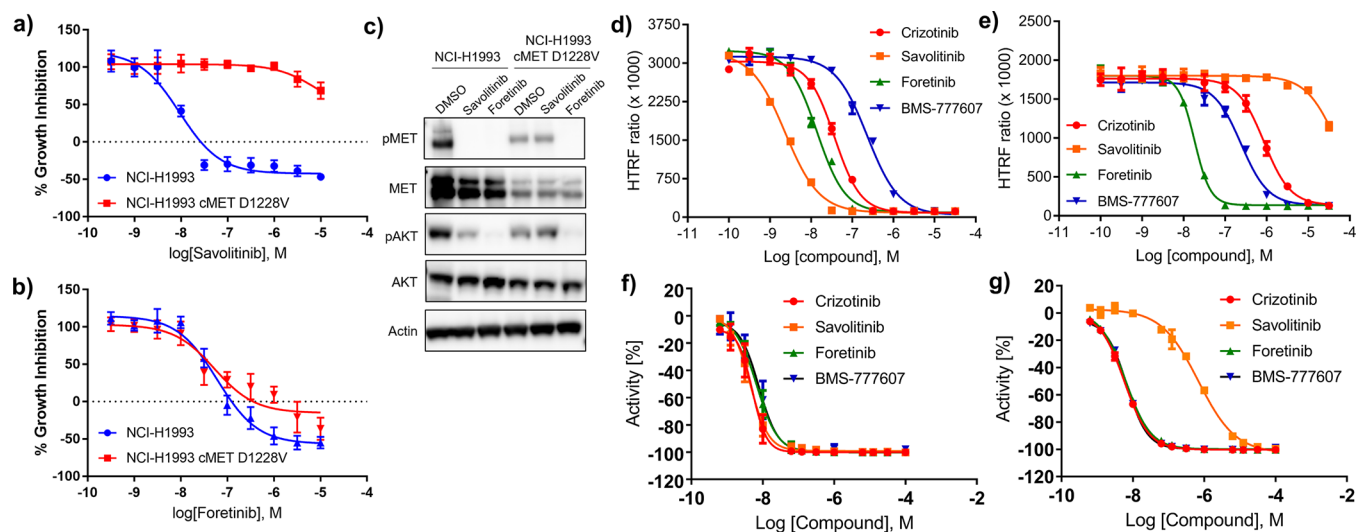 a)
% Growth Inhibition
150
100
50
0
-50
-100
-10 -9 -8 -7 -6 -5 -4
log[Savolitinib], M
NCI-H1993
NCI-H1993 cMET D1228V
b)
% Growth Inhibition
150
100
50
0
-50
-100
-10 -9 -8 -7 -6 -5 -4
log[Foretinib], M
NCI-H1993
NCI-H1993 cMET D1228V
c)
NCI-H1993
NCI-H1993
cMET D1228V
DMSO Savolitinib Foretinib DMSO Savolitinib Foretinib
pMET
MET
pAKT
AKT
Actin
d)
HTRF ratio (x 1000)
3750
3000
2250
1500
750
0
-11 -10 -9 -8 -7 -6 -5 -4
Log [compound], M
Crizotinib
Savolitinib
Foretinib
BMS-777607
e)
HTRF ratio (x 1000)
2500
2000
1500
1000
500
0
-11 -10 -9 -8 -7 -6 -5 -4
Log [compound], M
Crizotinib
Savolitinib
Foretinib
BMS-777607
f)
Activity [%]
20
0
-20
-40
-60
-80
-100
-120
-10 -8 -6 -4 -2
Log [Compound], M
Crizotinib
Savolitinib
Foretinib
BMS-777607
g)
Activity [%]
20
0
-20
-40
-60
-80
-100
-120
-10 -8 -6 -4 -2
Log [Compound], M
Crizotinib
Savolitinib
Foretinib
BMS-777607